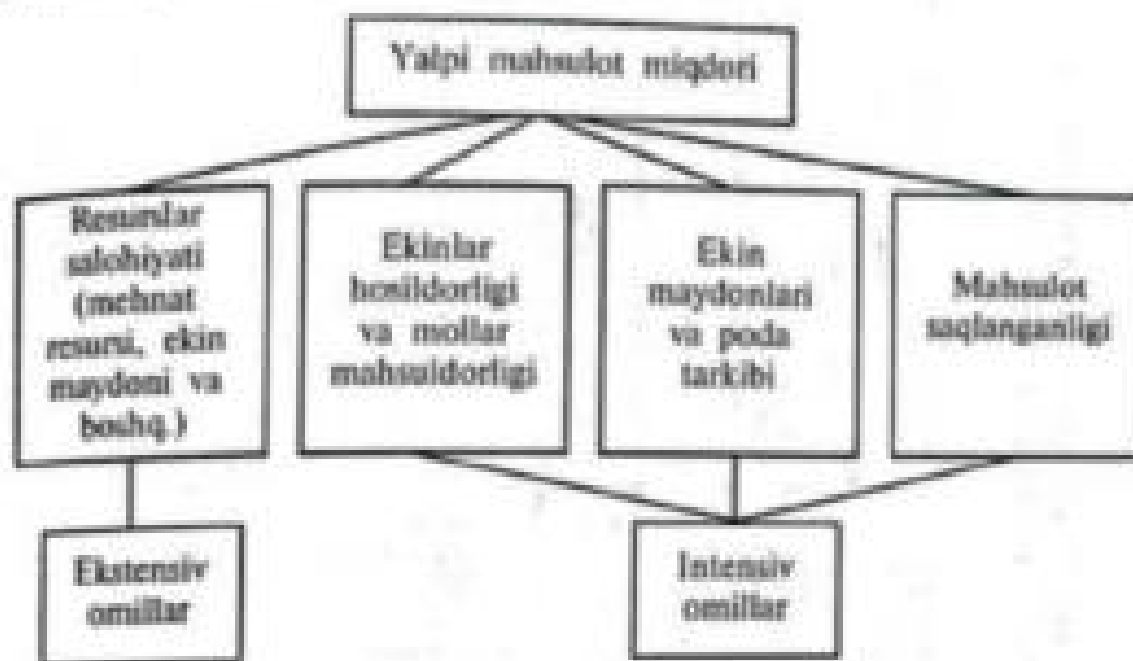 Yalpi mahsulot miqdori
Resurslar
salohiyati
(mehnat
resursi, ekin
maydoni va
boshq.)
Ekinlar
hosildorligi
va mollar
mahsuldorligi
Ekin
maydonlari
va poda
tarkibi
Mahsulot
saqlanganligi
Ekstensiv
omillar
Intensiv
omillar